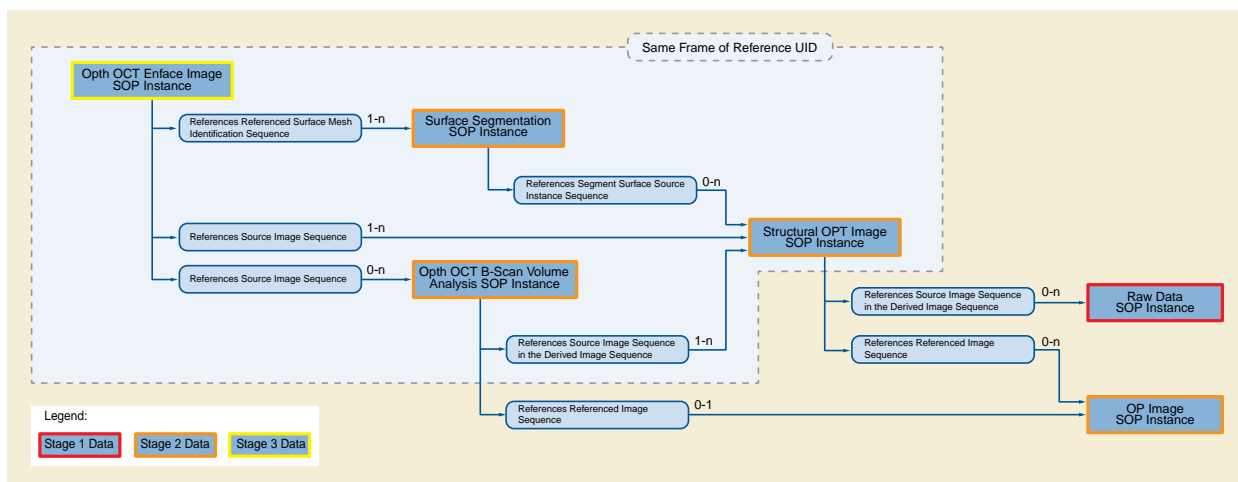 Same Frame of Reference UID
Opth OCT Enface Image
SOP Instance
References Referenced Surface Mesh
Identification Sequence
1-n
Surface Segmentation
SOP Instance
References Segment Surface Source
Instance Sequence
0-n
References Source Image Sequence
1-n
Structural OPT Image
SOP Instance
References Source Image Sequence
0-n
Opth OCT B-Scan Volume
Analysis SOP Instance
References Source Image Sequence
in the Derived Image Sequence
0-n
Raw Data
SOP Instance
References Source Image Sequence
in the Derived Image Sequence
1-n
References Referenced Image
Sequence
0-n
References Referenced Image
Sequence
0-1
OP Image
SOP Instance
Legend:
Stage 1 Data
Stage 2 Data
Stage 3 Data